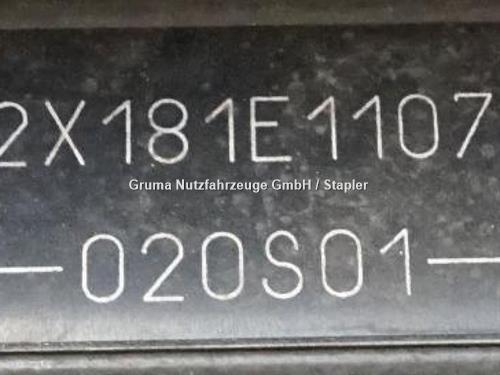 2X181E1107
Gruma Nutzfahrzeuge GmbH / Stapler
—020S01—